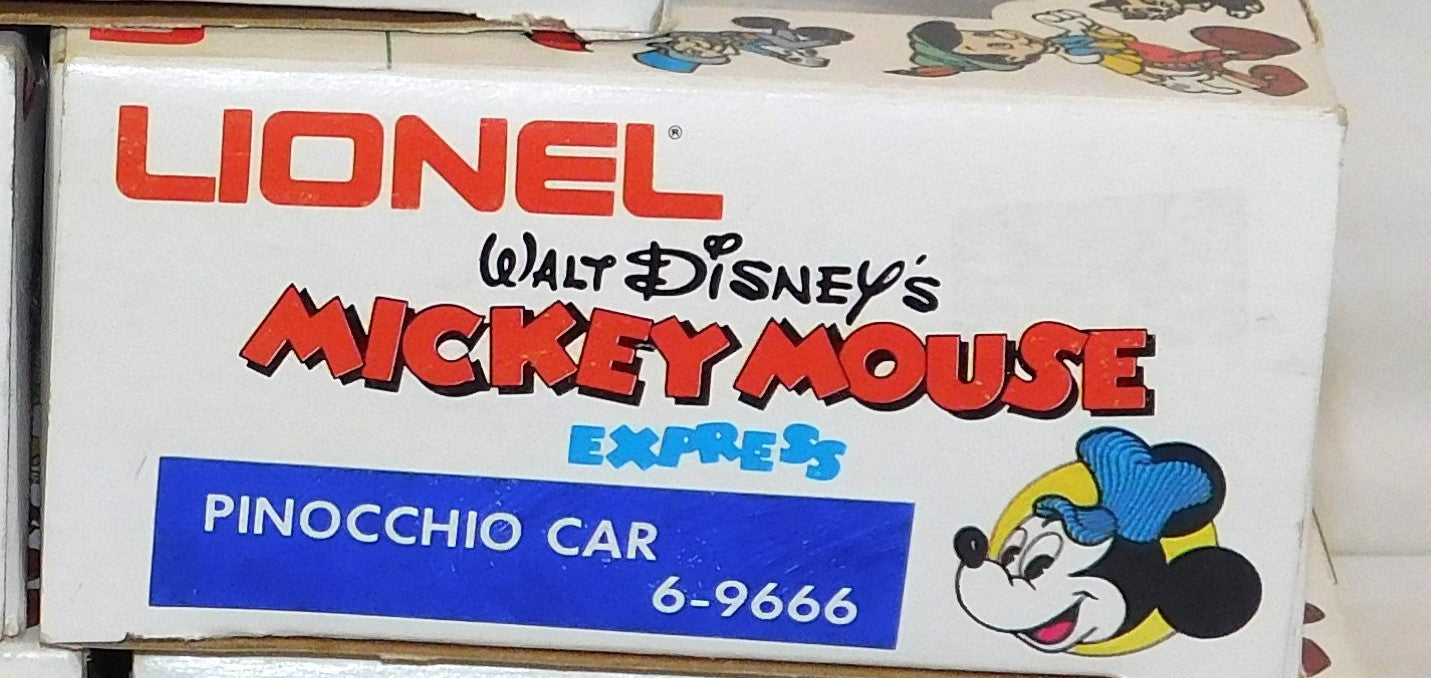 LIONEL®
WALT DISNEY'S
MICKEY MOUSE
EXPRESS
PINOCCHIO CAR
6-9666